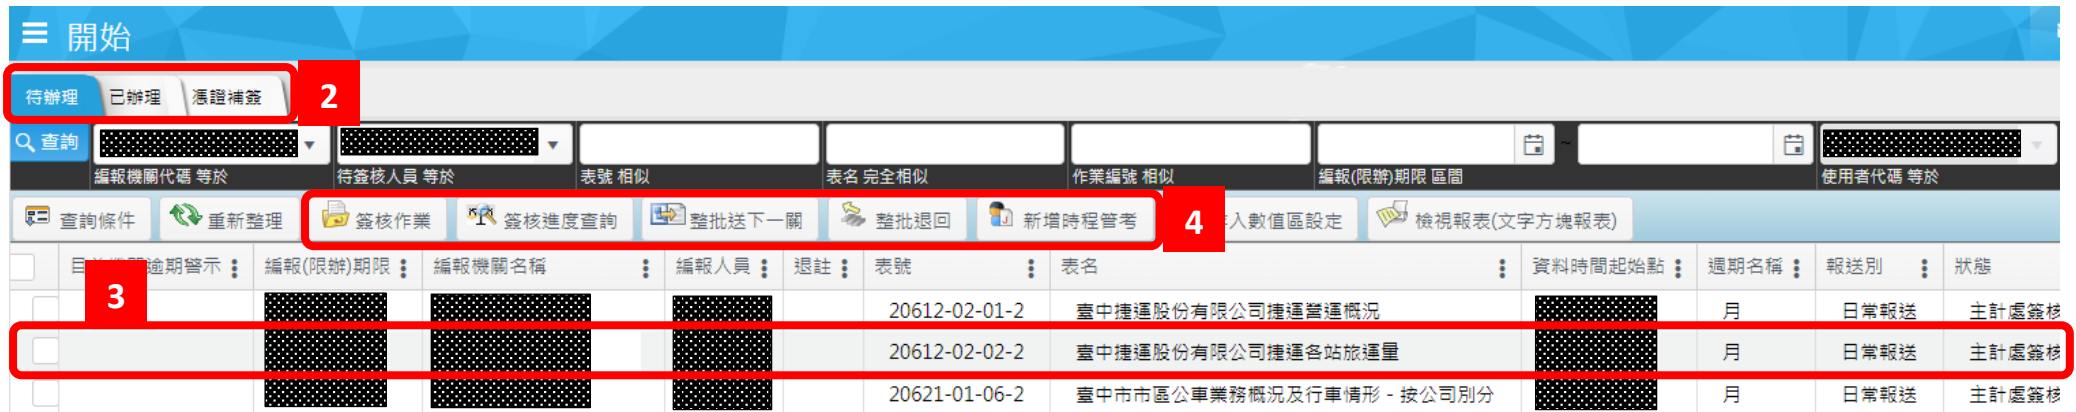 開始
待辦理 已辦理 憑證補簽 2
查詢 ~
編報機關代碼 等於 待簽核人員 等於 表號 相似 表名 完全相似 作業編號 相似 編報(限辦)期限 區間 使用者代碼 等於
查詢條件 重新整理 簽核作業 簽核進度查詢 整批送下一關 整批退回 新增時程管考 4 入數值區設定 檢視報表(文字方塊報表)
逾期警示 編報(限辦)期限 編報機關名稱 編報人員 退註 表號 表名 資料時間起始點 週期名稱 報送別 狀態
3
20612-02-01-2 臺中捷運股份有限公司捷運營運概況 月 日常報送 主計處簽核
20612-02-02-2 臺中捷運股份有限公司捷運各站旅運量 月 日常報送 主計處簽核
20621-01-06-2 臺中市市區公車業務概況及行車情形 - 按公司別分 月 日常報送 主計處簽核